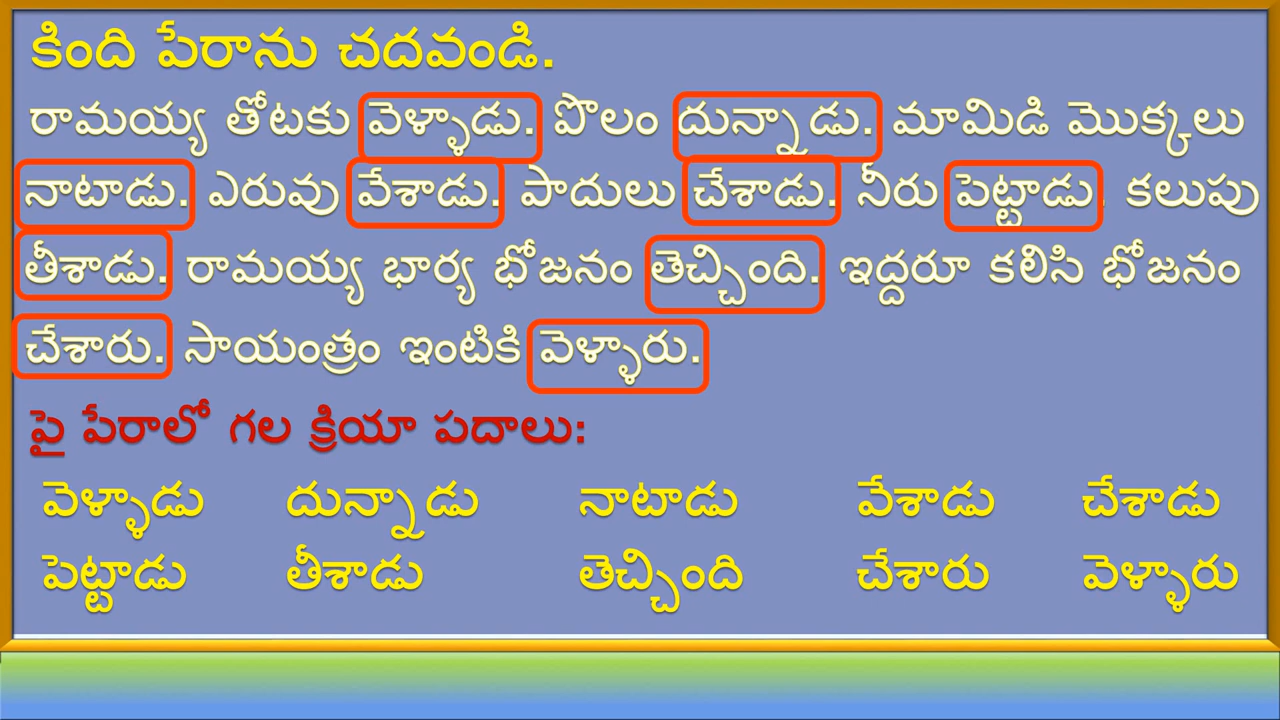 కింది పేరాను చదవండి.
రామయ్య తోటకు వెళ్ళాడు. పొలం దున్నాడు. మామిడి మొక్కలు
నాటాడు. ఎరువు వేశాడు. పాదులు చేశాడు. నీరు పెట్టాడు. కలుపు
తీశాడు. రామయ్య భార్య భోజనం తెచ్చింది. ఇద్దరూ కలిసి భోజనం
చేశారు. సాయంత్రం ఇంటికి వెళ్ళారు.
పై పేరాలో గల క్రియా పదాలు:
వెళ్ళాడు దున్నాడు నాటాడు వేశాడు చేశాడు
పెట్టాడు తీశాడు తెచ్చింది చేశారు వెళ్ళారు